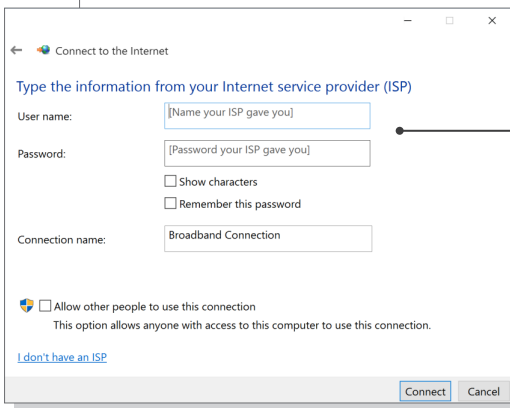 Connect to the Internet
Type the information from your Internet service provider (ISP)
User name:
[Name your ISP gave you]
Password:
[Password your ISP gave you]
Show characters
Remember this password
Connection name:
Broadband Connection
Allow other people to use this connection
This option allows anyone with access to this computer to use this connection.
I don't have an ISP
Connect
Cancel